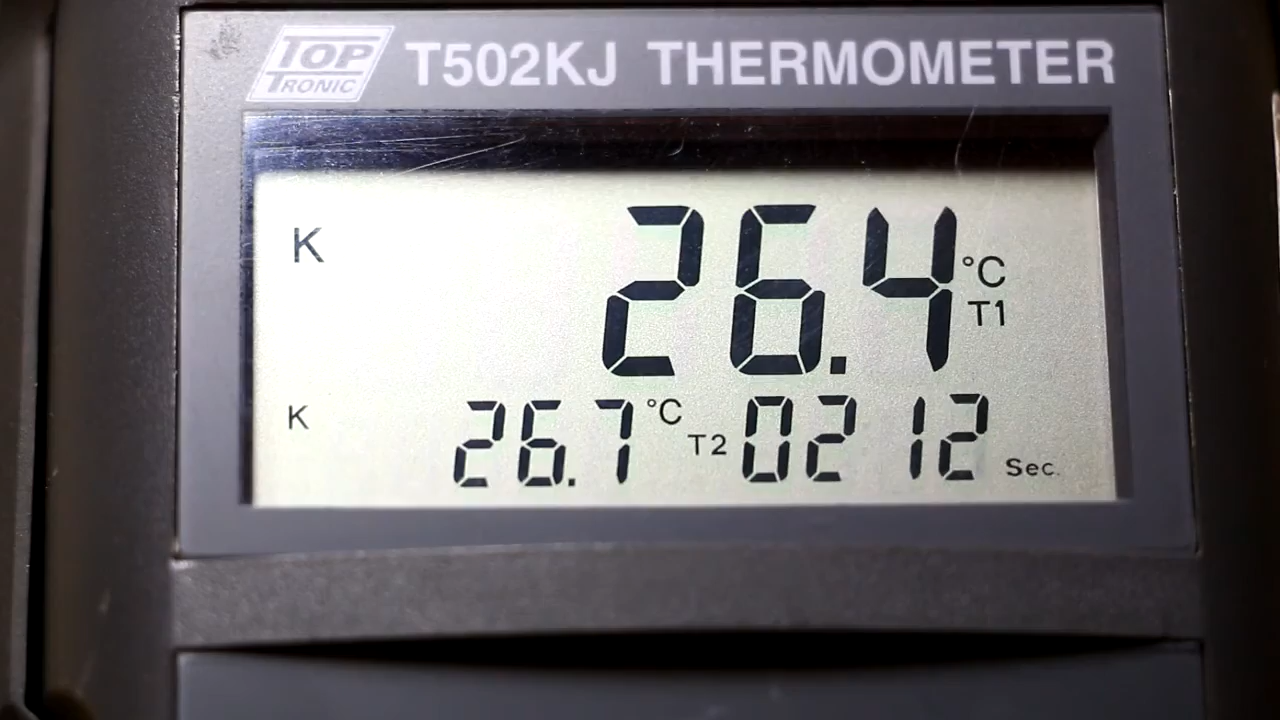 TOP TRONIC T502KJ THERMOMETER
K 26.4 °C T1
K 26.7 °C T2 02 12 Sec.